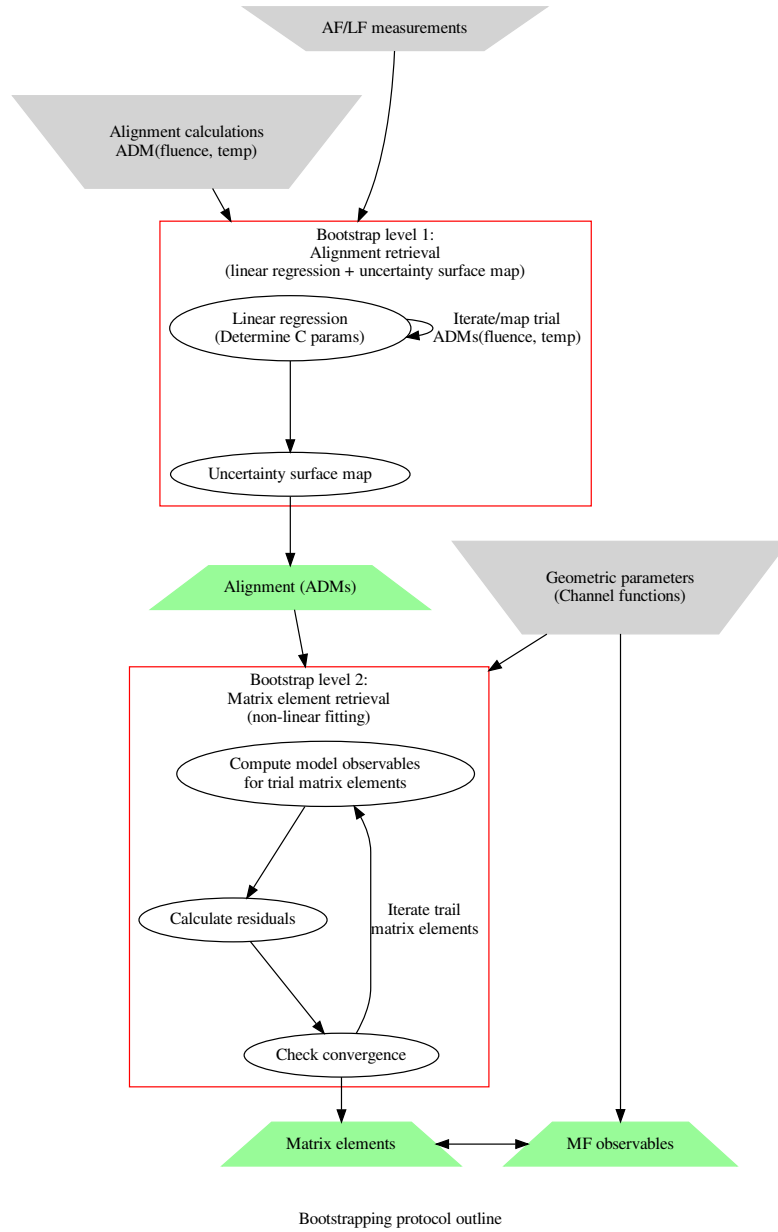 AF/LF measurements
Alignment calculations
ADM(fluence, temp)
Bootstrap level 1:
Alignment retrieval
(linear regression + uncertainty surface map)
Linear regression
(Determine C params)
Iterate/map trial
ADMs(fluence, temp)
Uncertainty surface map
Alignment (ADMs)
Geometric parameters
(Channel functions)
Bootstrap level 2:
Matrix element retrieval
(non-linear fitting)
Compute model observables
for trial matrix elements
Calculate residuals
Iterate trail
matrix elements
Check convergence
Matrix elements
MF observables
Bootstrapping protocol outline